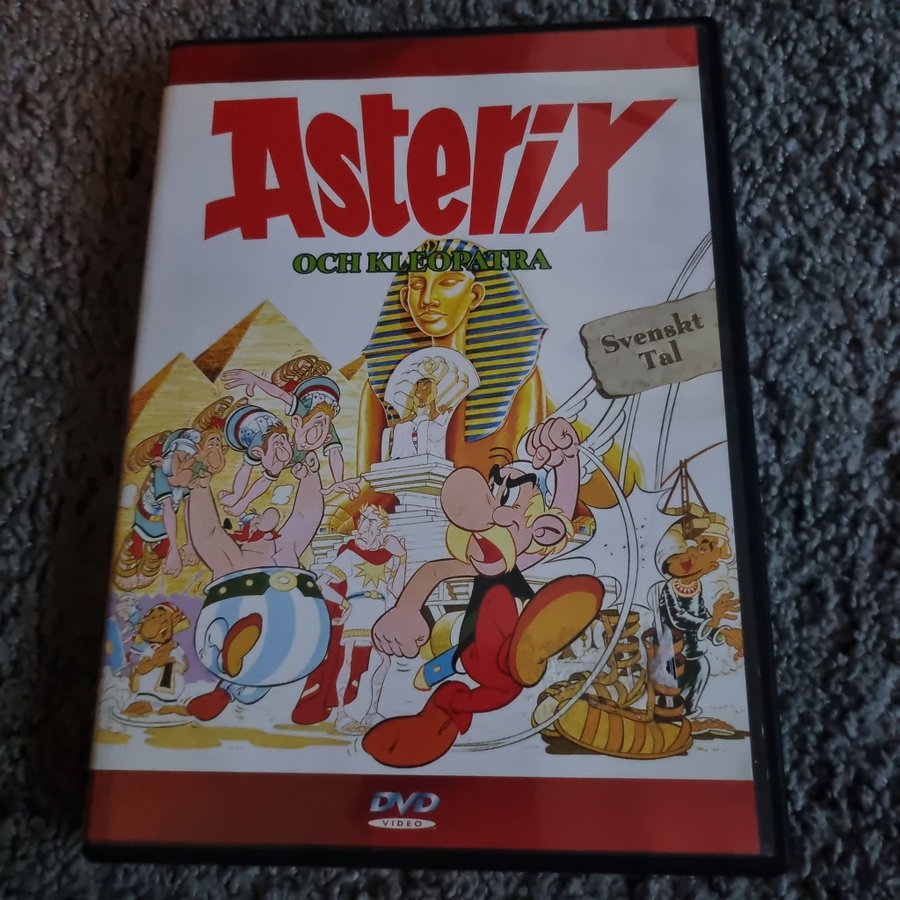 Asterix
OCH KLEOPATRA
Svenskt
Tal
DVD
VIDEO